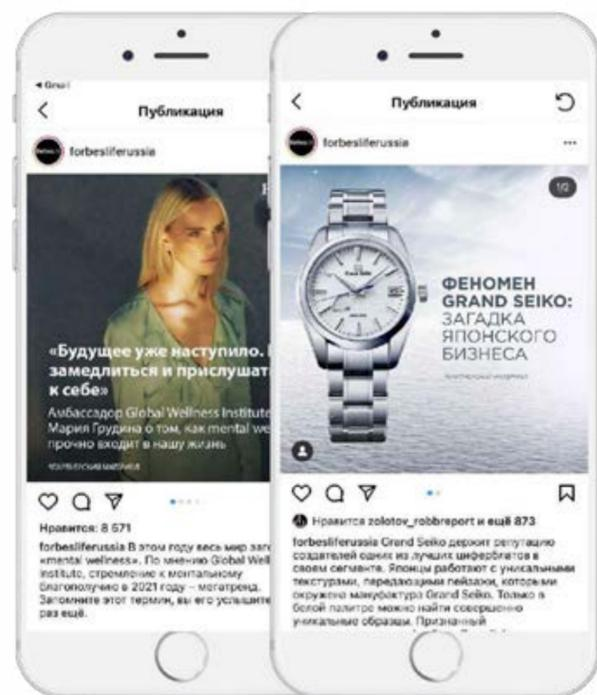 Gmail
Публикация
forbesliferussia
«Будущее уже наступило.
замедлиться и прислушат
к себе»
Амбассадор Global Wellness Institute
Мария Грудина о том, как mental we
прочно входит в нашу жизнь
Нравится: 8 571
forbesliferussia В этом году весь мир заго
«mental wellness». По мнению Global Well
Institute, стремление к ментальному
благополучию в 2021 году – мегатренд.
Запомните этот термин, вы его услышите
раз ещё.
Публикация
forbesliferussia
1/2
Grand Seiko
ФЕНОМЕН
GRAND SEIKO:
ЗАГАДКА
ЯПОНСКОГО
БИЗНЕСА
Нравится zolotov_robbreport и ещё 873
forbesliferussia Grand Seiko держит репутацию
создателей одних из лучших циферблатов в
своем сегменте. Японцы работают с уникальными
текстурами, передающими пейзажи, которыми
окружена мануфактура Grand Seiko. Только в
белой палитре можно найти совершенно
уникальные образцы. Признанный